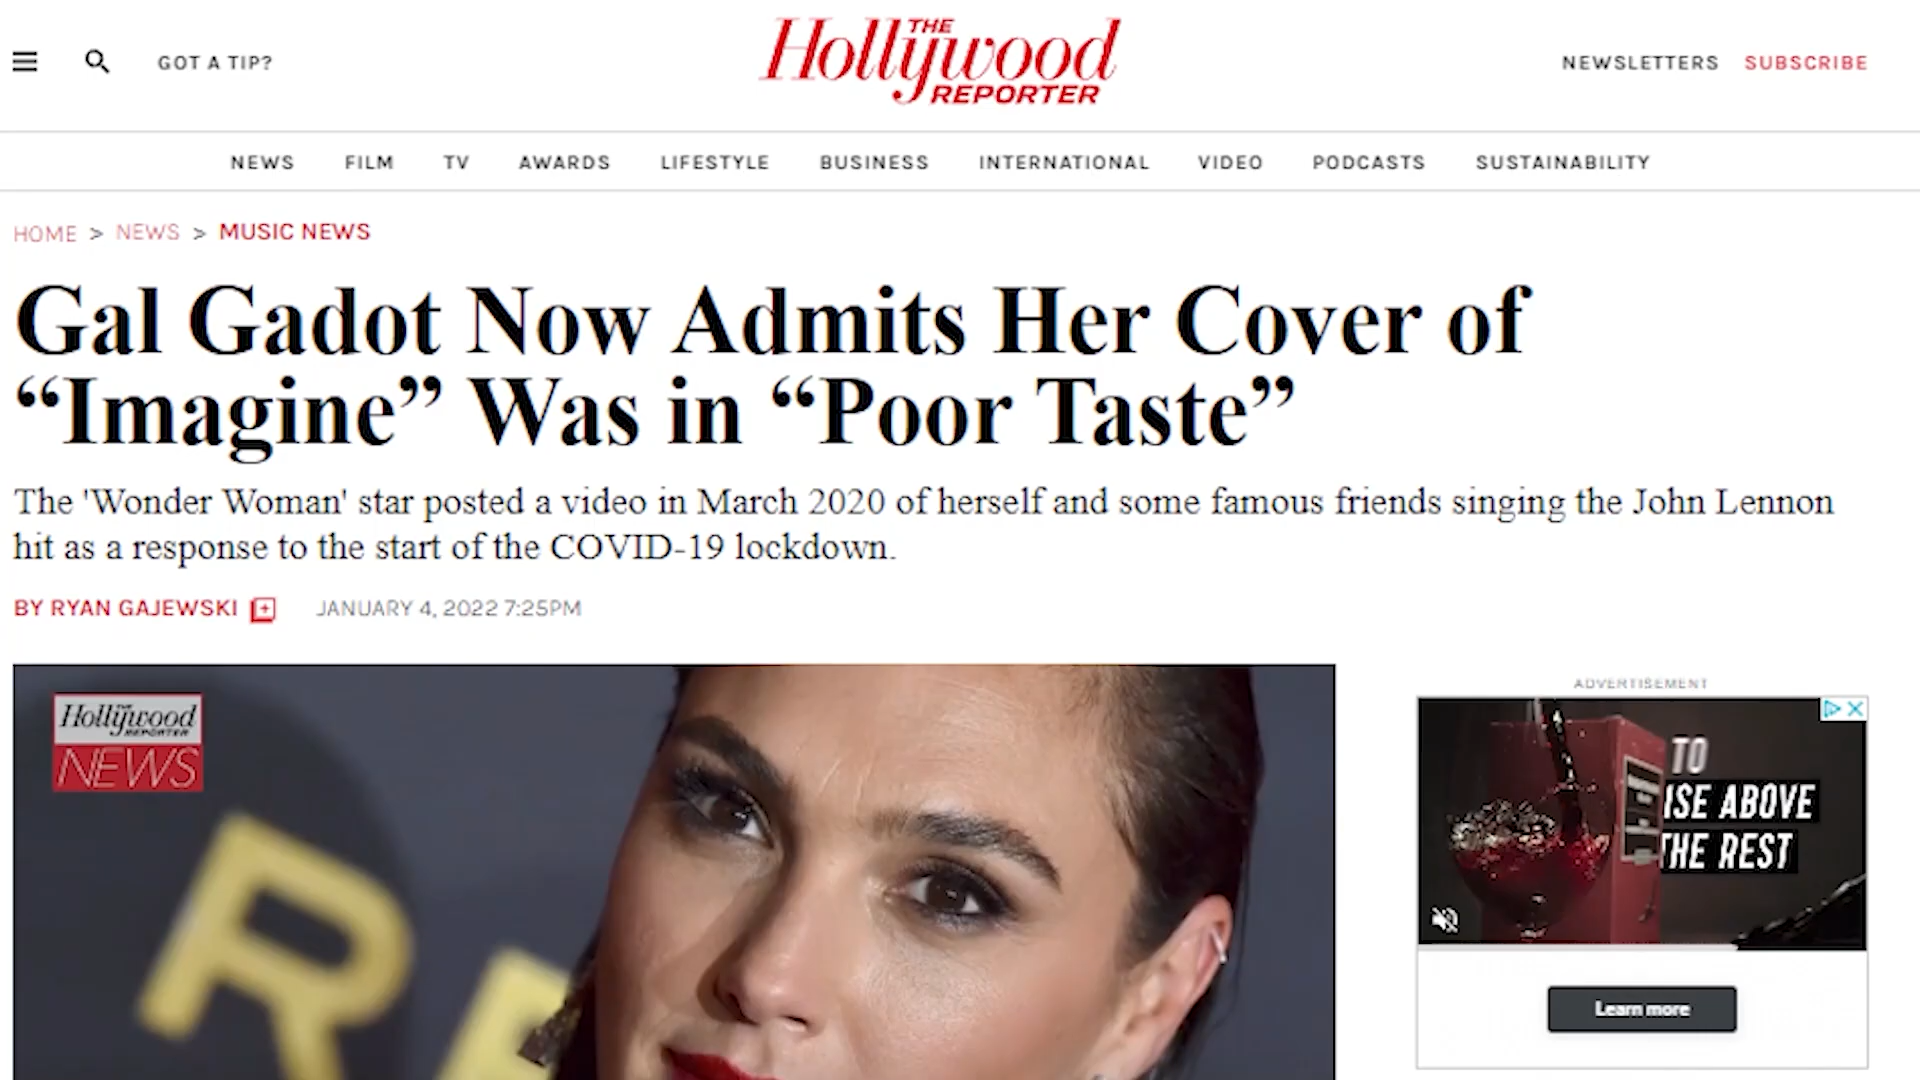 THE
Hollywood
REPORTER
GOT A TIP?
NEWSLETTERS SUBSCRIBE
NEWS FILM TV AWARDS LIFESTYLE BUSINESS INTERNATIONAL VIDEO PODCASTS SUSTAINABILITY
HOME > NEWS > MUSIC NEWS
Gal Gadot Now Admits Her Cover of
“Imagine” Was in “Poor Taste”
The 'Wonder Woman' star posted a video in March 2020 of herself and some famous friends singing the John Lennon
hit as a response to the start of the COVID-19 lockdown.
BY RYAN GAJEWSKI JANUARY 4, 2022 7:25PM
THE
Hollywood
REPORTER
NEWS
R
ADVERTISEMENT
TO
ISE ABOVE
THE REST
Learn more